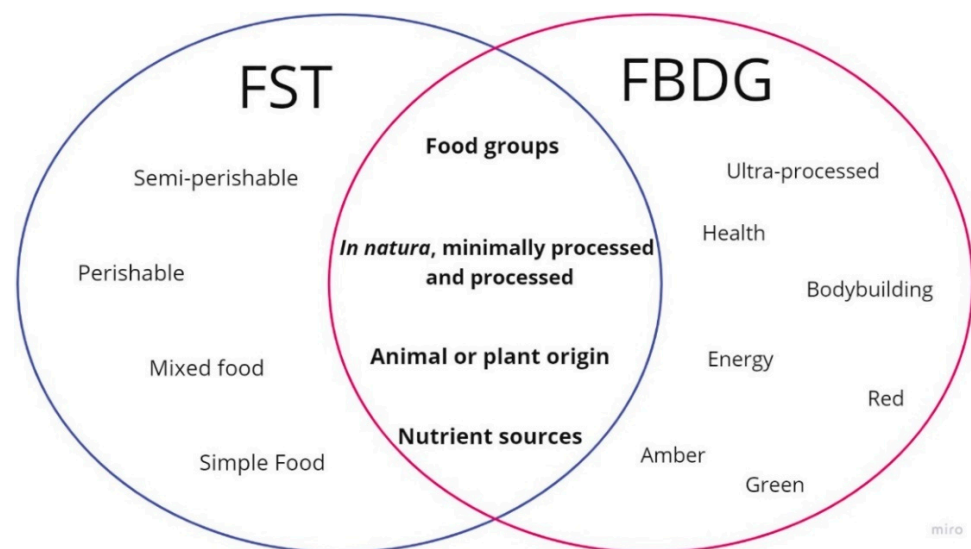 FST
FBDG
Food groups
Semi-perishable
Ultra-processed
Health
In natura, minimally processed
and processed
Perishable
Bodybuilding
Mixed food
Animal or plant origin
Energy
Red
Nutrient sources
Simple Food
Amber
Green
miro